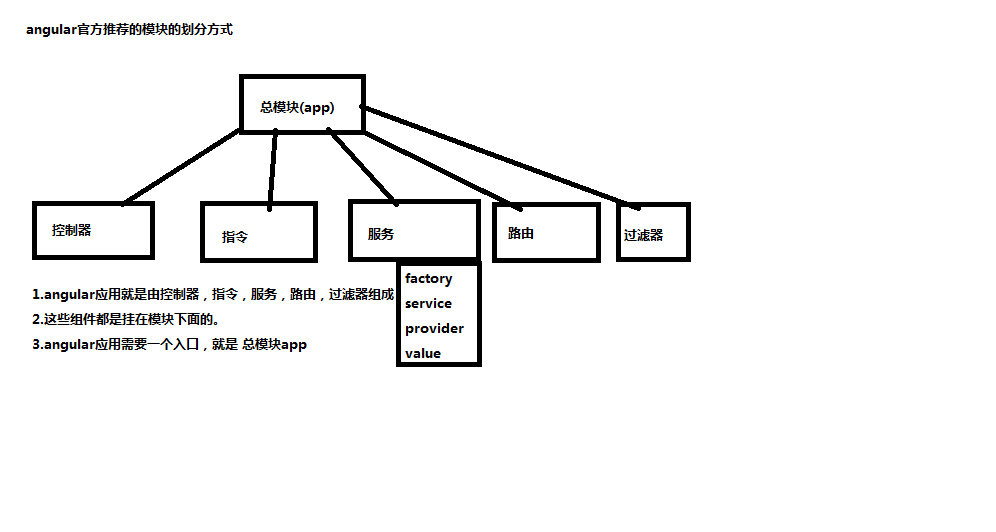 angular官方推荐的模块的划分方式
总模块(app)
控制器
指令
服务
路由
过滤器
factory
service
provider
value
1.angular应用就是由控制器，指令，服务，路由，过滤器组成
2.这些组件都是挂在模块下面的。
3.angular应用需要一个入口，就是 总模块app